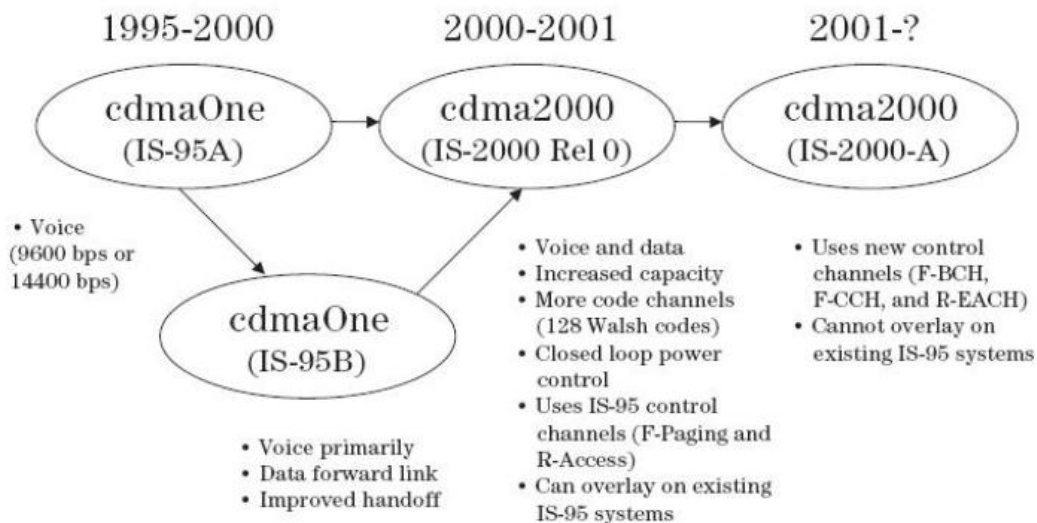 1995-2000
2000-2001
2001-?
cdmaOne
(IS-95A)
cdma2000
(IS-2000 Rel 0)
cdma2000
(IS-2000-A)
• Voice
(9600 bps or
14400 bps)
cdmaOne
(IS-95B)
• Voice primarily
• Data forward link
• Improved handoff
• Voice and data
• Increased capacity
• More code channels
(128 Walsh codes)
• Closed loop power
control
• Uses IS-95 control
channels (F-Paging and
R-Access)
• Can overlay on existing
IS-95 systems
• Uses new control
channels (F-BCH,
F-CCH, and R-EACH)
• Cannot overlay on
existing IS-95 systems